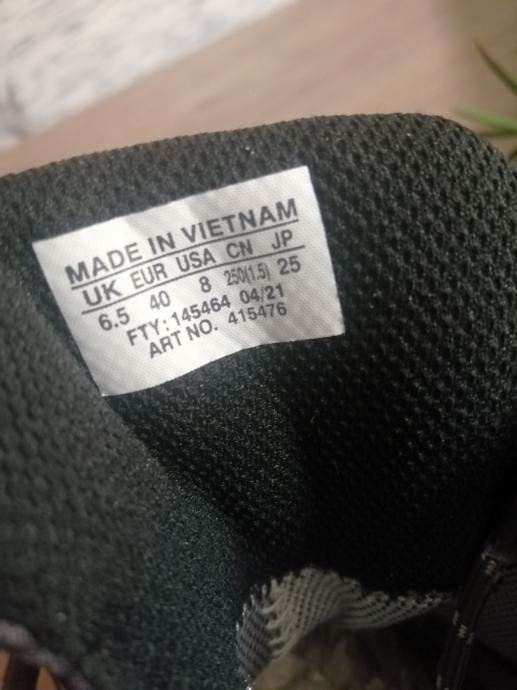 MADE IN VIETNAM
UK EUR USA CN JP
6.5 40 8 250(1.5) 25
FTY:145464 04/21
ART NO. 415476